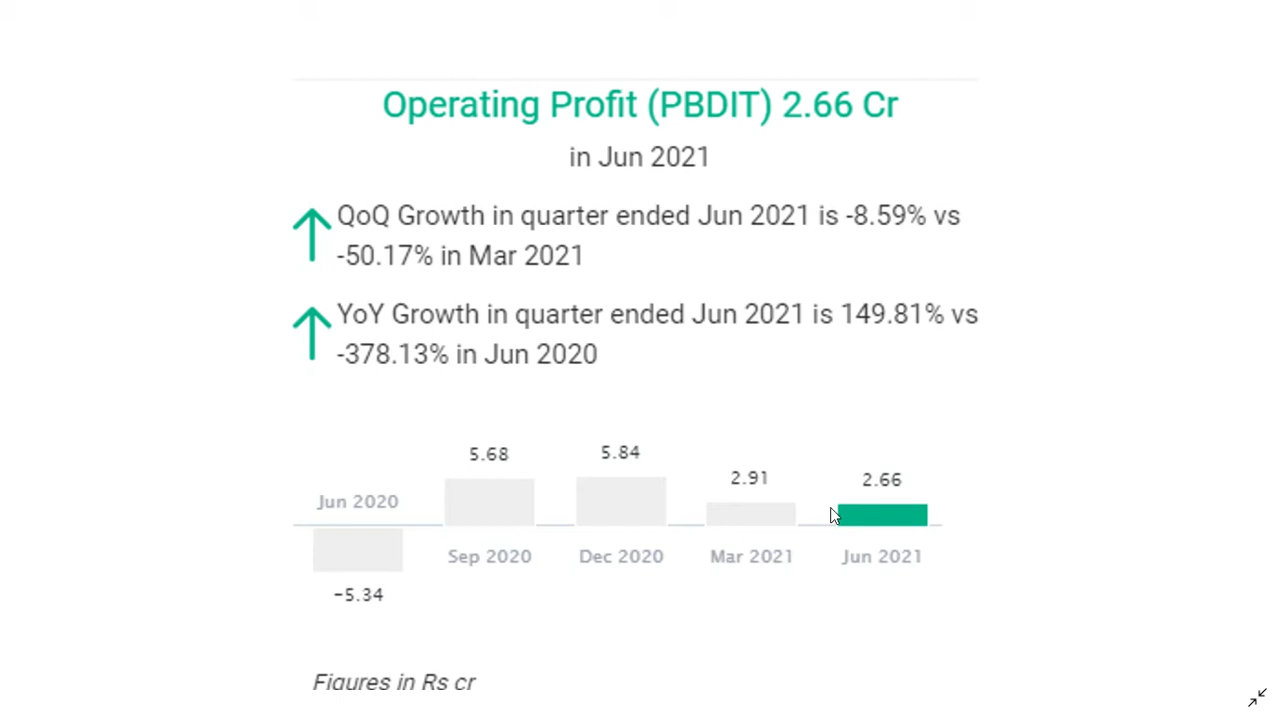 Operating Profit (PBDIT) 2.66 Cr
in Jun 2021
QoQ Growth in quarter ended Jun 2021 is -8.59% vs
-50.17% in Mar 2021
YoY Growth in quarter ended Jun 2021 is 149.81% vs
-378.13% in Jun 2020
5.68 5.84 2.91 2.66
Jun 2020
Sep 2020 Dec 2020 Mar 2021 Jun 2021
-5.34
Figures in Rs cr